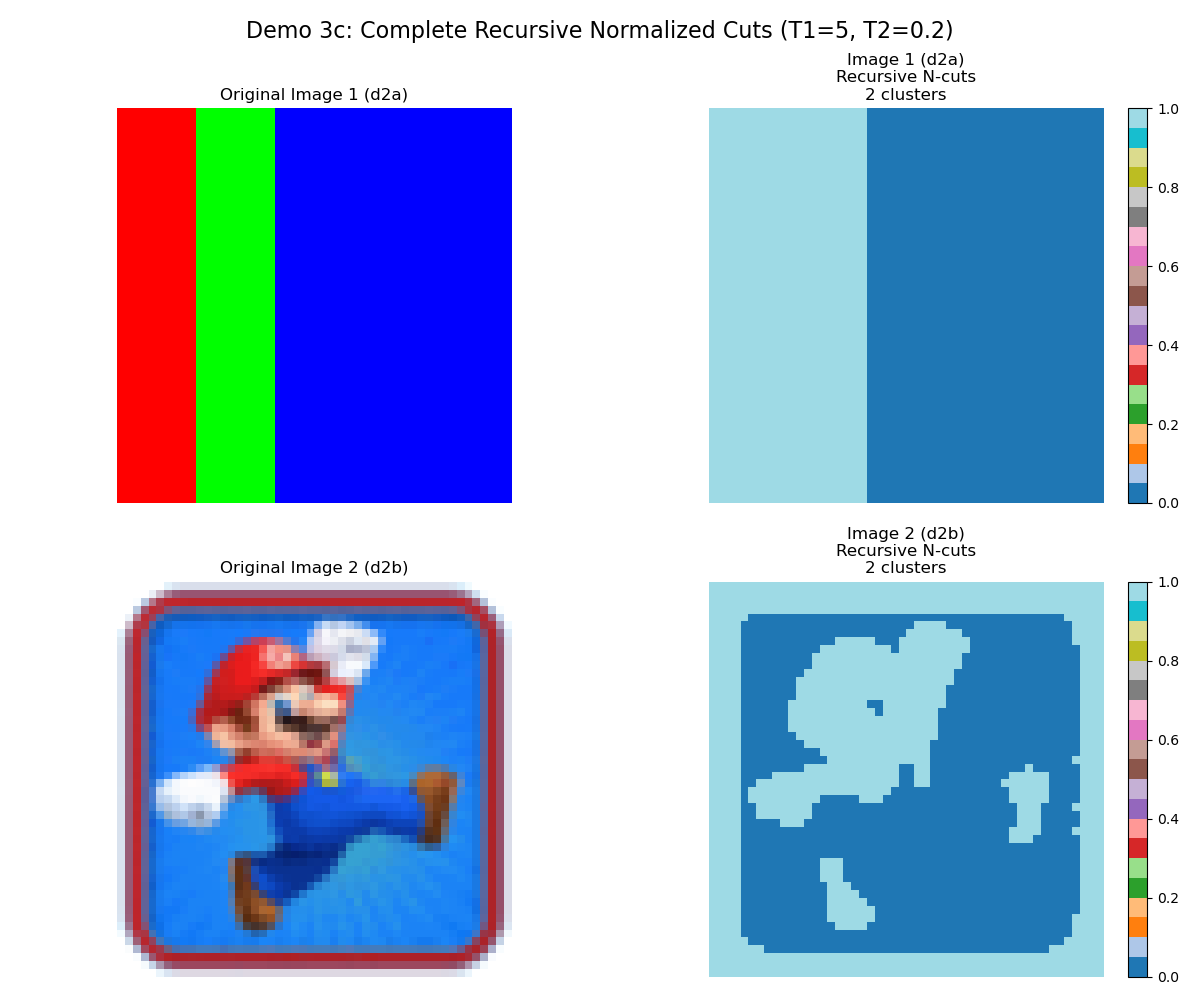 Demo 3c: Complete Recursive Normalized Cuts (T1=5, T2=0.2)
Original Image 1 (d2a)
Image 1 (d2a)
Recursive N-cuts
2 clusters
1.0
0.8
0.6
0.4
0.2
0.0
Original Image 2 (d2b)
Image 2 (d2b)
Recursive N-cuts
2 clusters
1.0
0.8
0.6
0.4
0.2
0.0